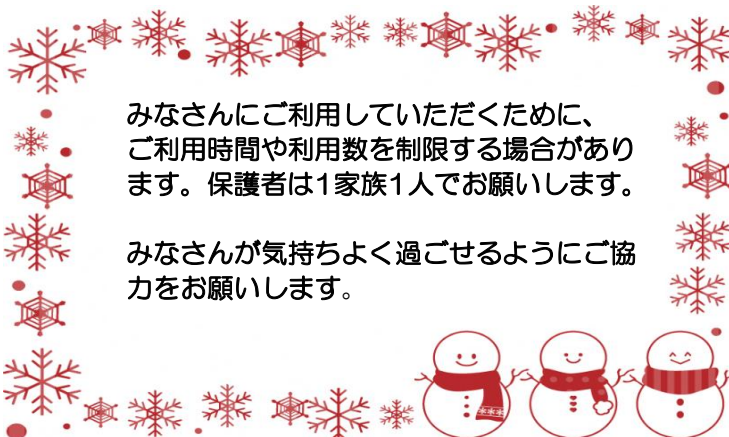 みなさんにご利用していただくために、
ご利用時間や利用数を制限する場合があり
ます。保護者は1家族1人でお願いします。
みなさんが気持ちよく過ごせるようにご協
力をお願いします。